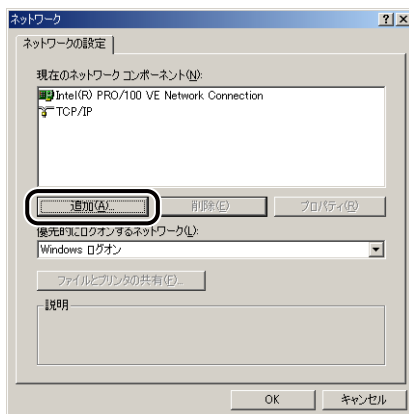 ネットワーク
ネットワークの設定
現在のネットワーク コンポーネント(N):
Intel(R) PRO/100 VE Network Connection
TCP/IP
追加(A)... 削除(E) プロパティ(R)
優先的にログオンするネットワーク(L):
Windows ログオン
ファイルとプリンタの共有(F)...
説明
OK キャンセル